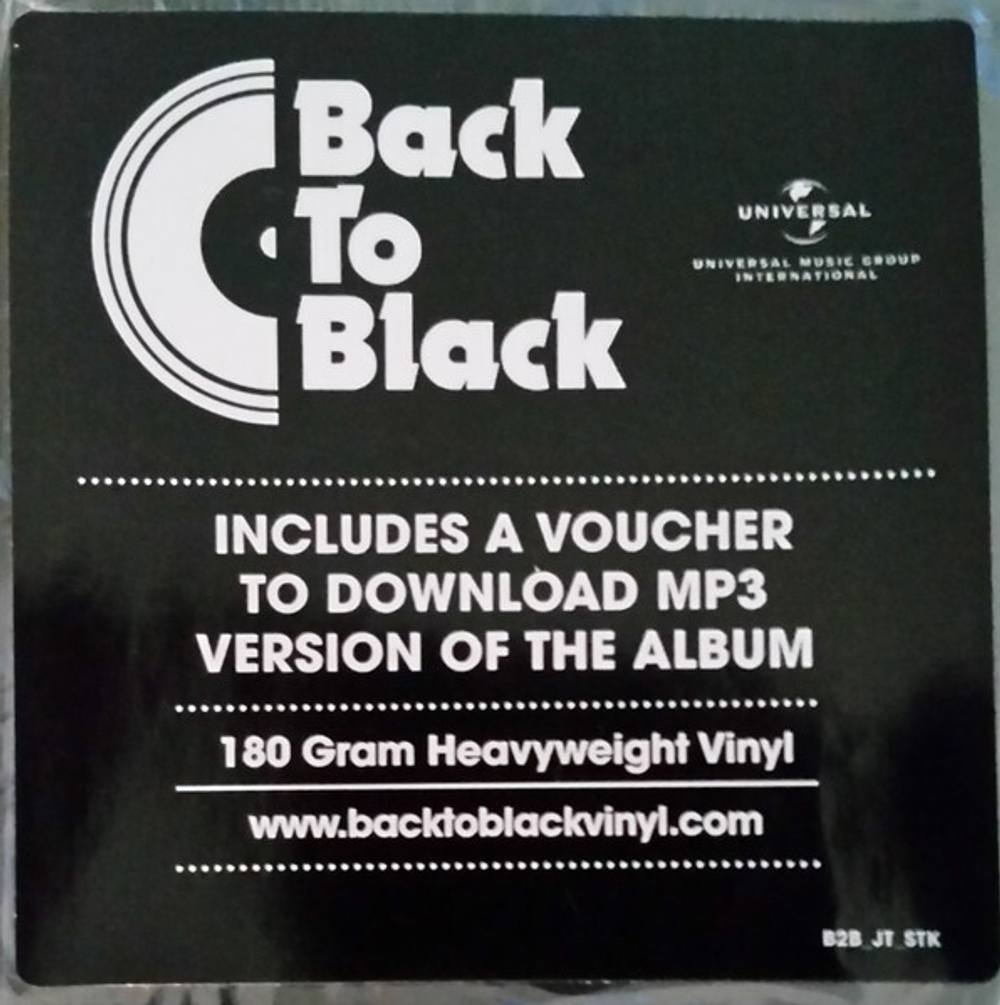 Back
To
Black
UNIVERSAL
UNIVERSAL MUSIC GROUP
INTERNATIONAL
INCLUDES A VOUCHER
TO DOWNLOAD MP3
VERSION OF THE ALBUM
180 Gram Heavyweight Vinyl
www.backtoblackvinyl.com
B2B_JT_STK